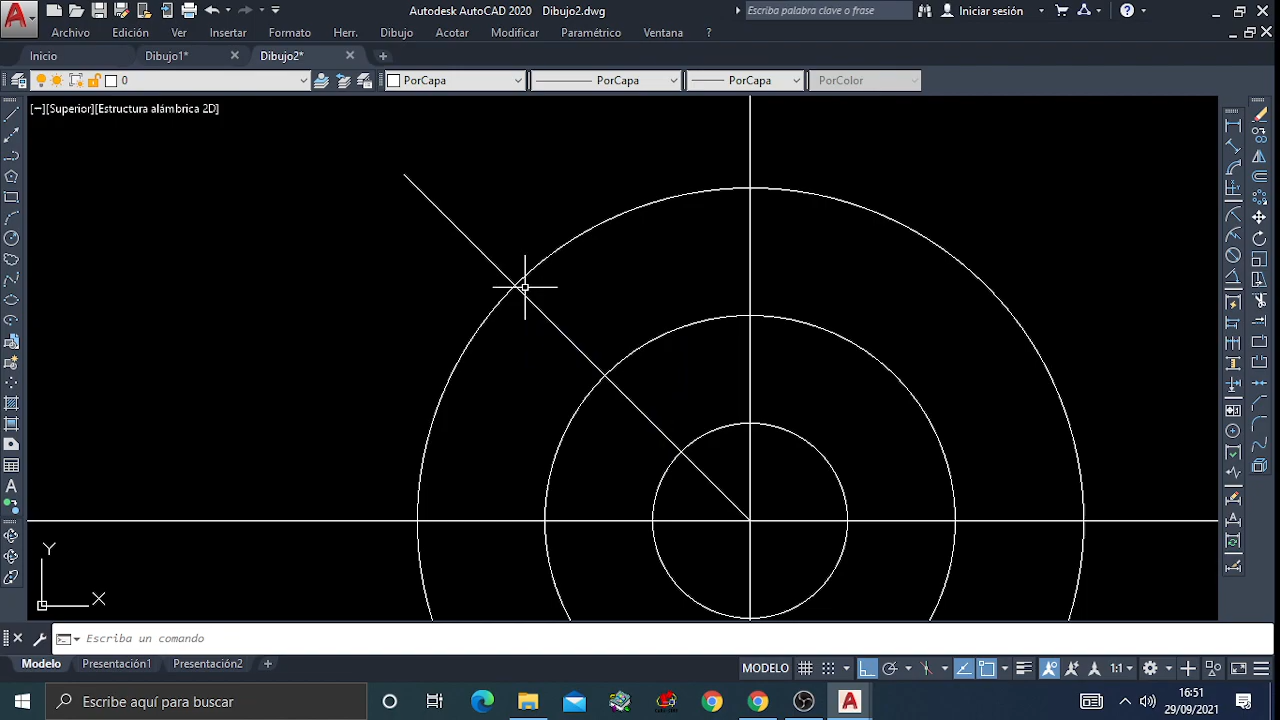 Autodesk AutoCAD 2020 Dibujo2.dwg
Escriba palabra clave o frase
Iniciar sesión
?
Archivo Edición Ver Insertar Formato Herr. Dibujo Acotar Modificar Paramétrico Ventana ?
Inicio Dibujo1* Dibujo2*
0 PorCapa PorCapa PorCapa PorColor
[−][Superior][Estructura alámbrica 2D]
Y
X
Escriba un comando
Modelo Presentación1 Presentación2 +
MODELO 1:1
Escribe aquí para buscar
16:51
29/09/2021